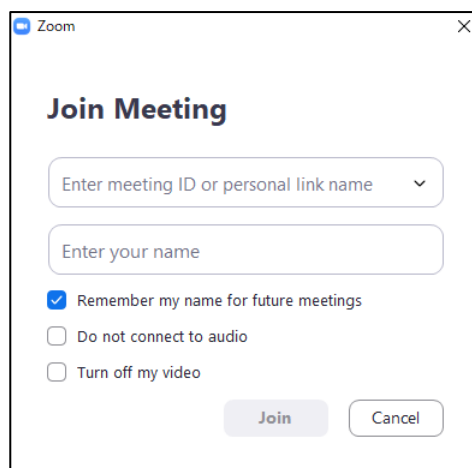 Zoom
Join Meeting
Enter meeting ID or personal link name
Enter your name
Remember my name for future meetings
Do not connect to audio
Turn off my video
Join Cancel